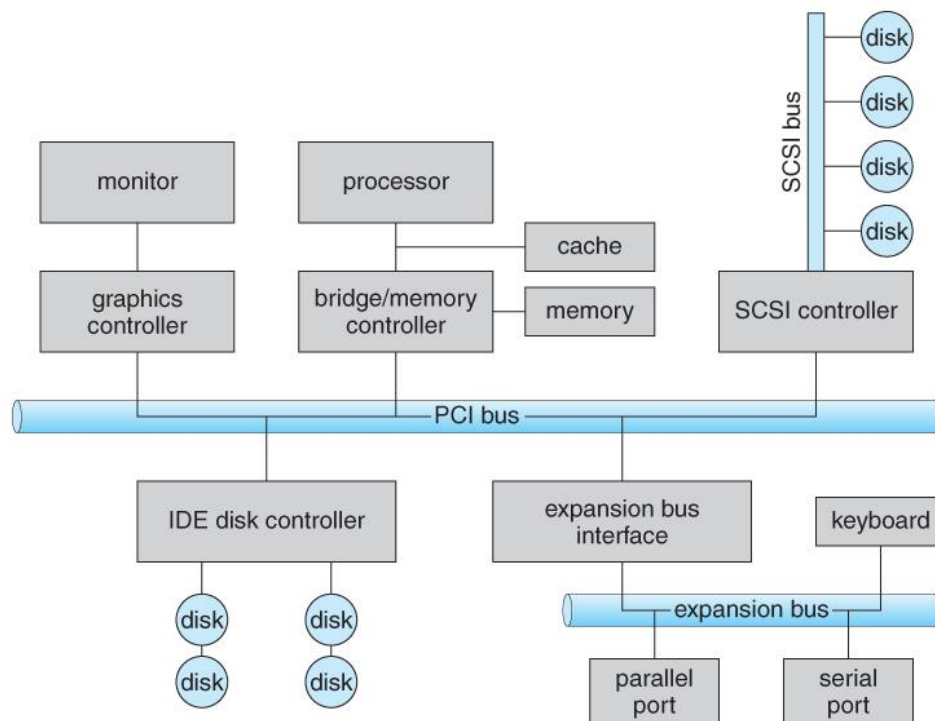 disk
disk
disk
disk
SCSI bus
monitor
processor
cache
graphics
controller
bridge/memory
controller
memory
SCSI controller
PCI bus
IDE disk controller
expansion bus
interface
keyboard
disk
disk
expansion bus
disk
disk
parallel
port
serial
port